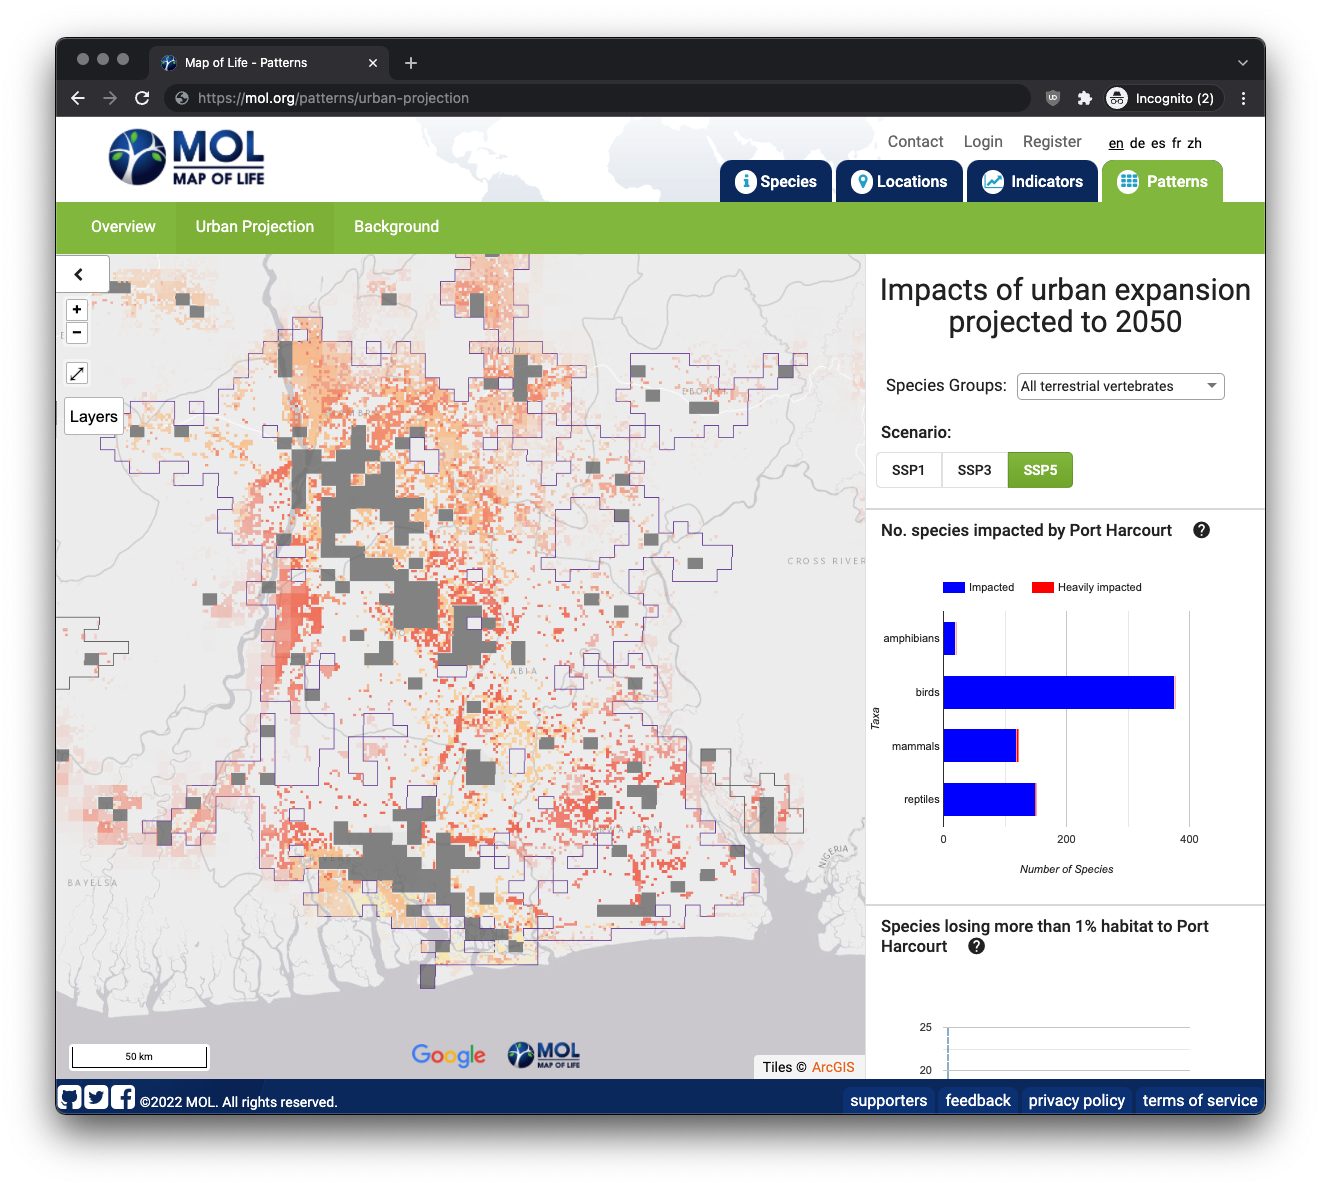 Map of Life - Patterns
https://mol.org/patterns/urban-projection
UD
Incognito (2)
MOL
MAP OF LIFE
Contact Login Register en de es fr zh
Species Locations Indicators Patterns
Overview Urban Projection Background
+
−
Layers
ENUGU
EBONYI
CROSS RIVER
ABIA
BAYELSA
NIGERIA
50 km
Google
MOL
MAP OF LIFE
Tiles © ArcGIS
Impacts of urban expansion
projected to 2050
Species Groups: All terrestrial vertebrates
Scenario:
SSP1 SSP3 SSP5
No. species impacted by Port Harcourt ?
Impacted Heavily impacted
amphibians
birds
mammals
reptiles
Taxa
0 200 400
Number of Species
Species losing more than 1% habitat to Port
Harcourt ?
25
20
©2022 MOL. All rights reserved.
supporters feedback privacy policy terms of service